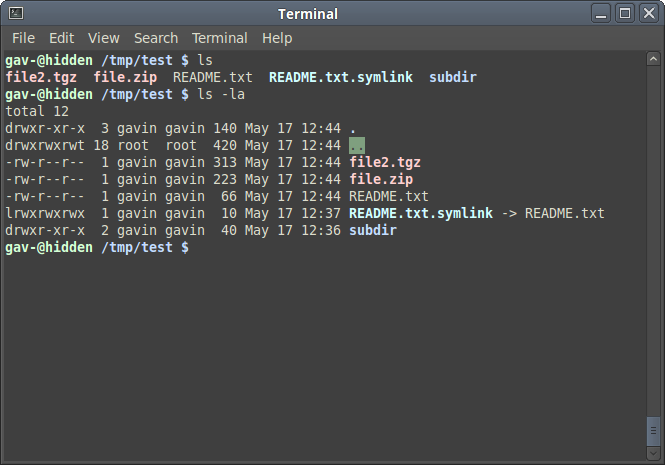 Terminal
File Edit View Search Terminal Help
gav-@hidden /tmp/test $ ls
file2.tgz  file.zip  README.txt  README.txt.symlink  subdir
gav-@hidden /tmp/test $ ls -la
total 12
drwxr-xr-x  3 gavin gavin 140 May 17 12:44 .
drwxrwxrwt 18 root  root  420 May 17 12:44 ..
-rw-r--r--  1 gavin gavin 313 May 17 12:44 file2.tgz
-rw-r--r--  1 gavin gavin 223 May 17 12:44 file.zip
-rw-r--r--  1 gavin gavin  66 May 17 12:44 README.txt
lrwxrwxrwx  1 gavin gavin  10 May 17 12:37 README.txt.symlink -> README.txt
drwxr-xr-x  2 gavin gavin  40 May 17 12:36 subdir
gav-@hidden /tmp/test $